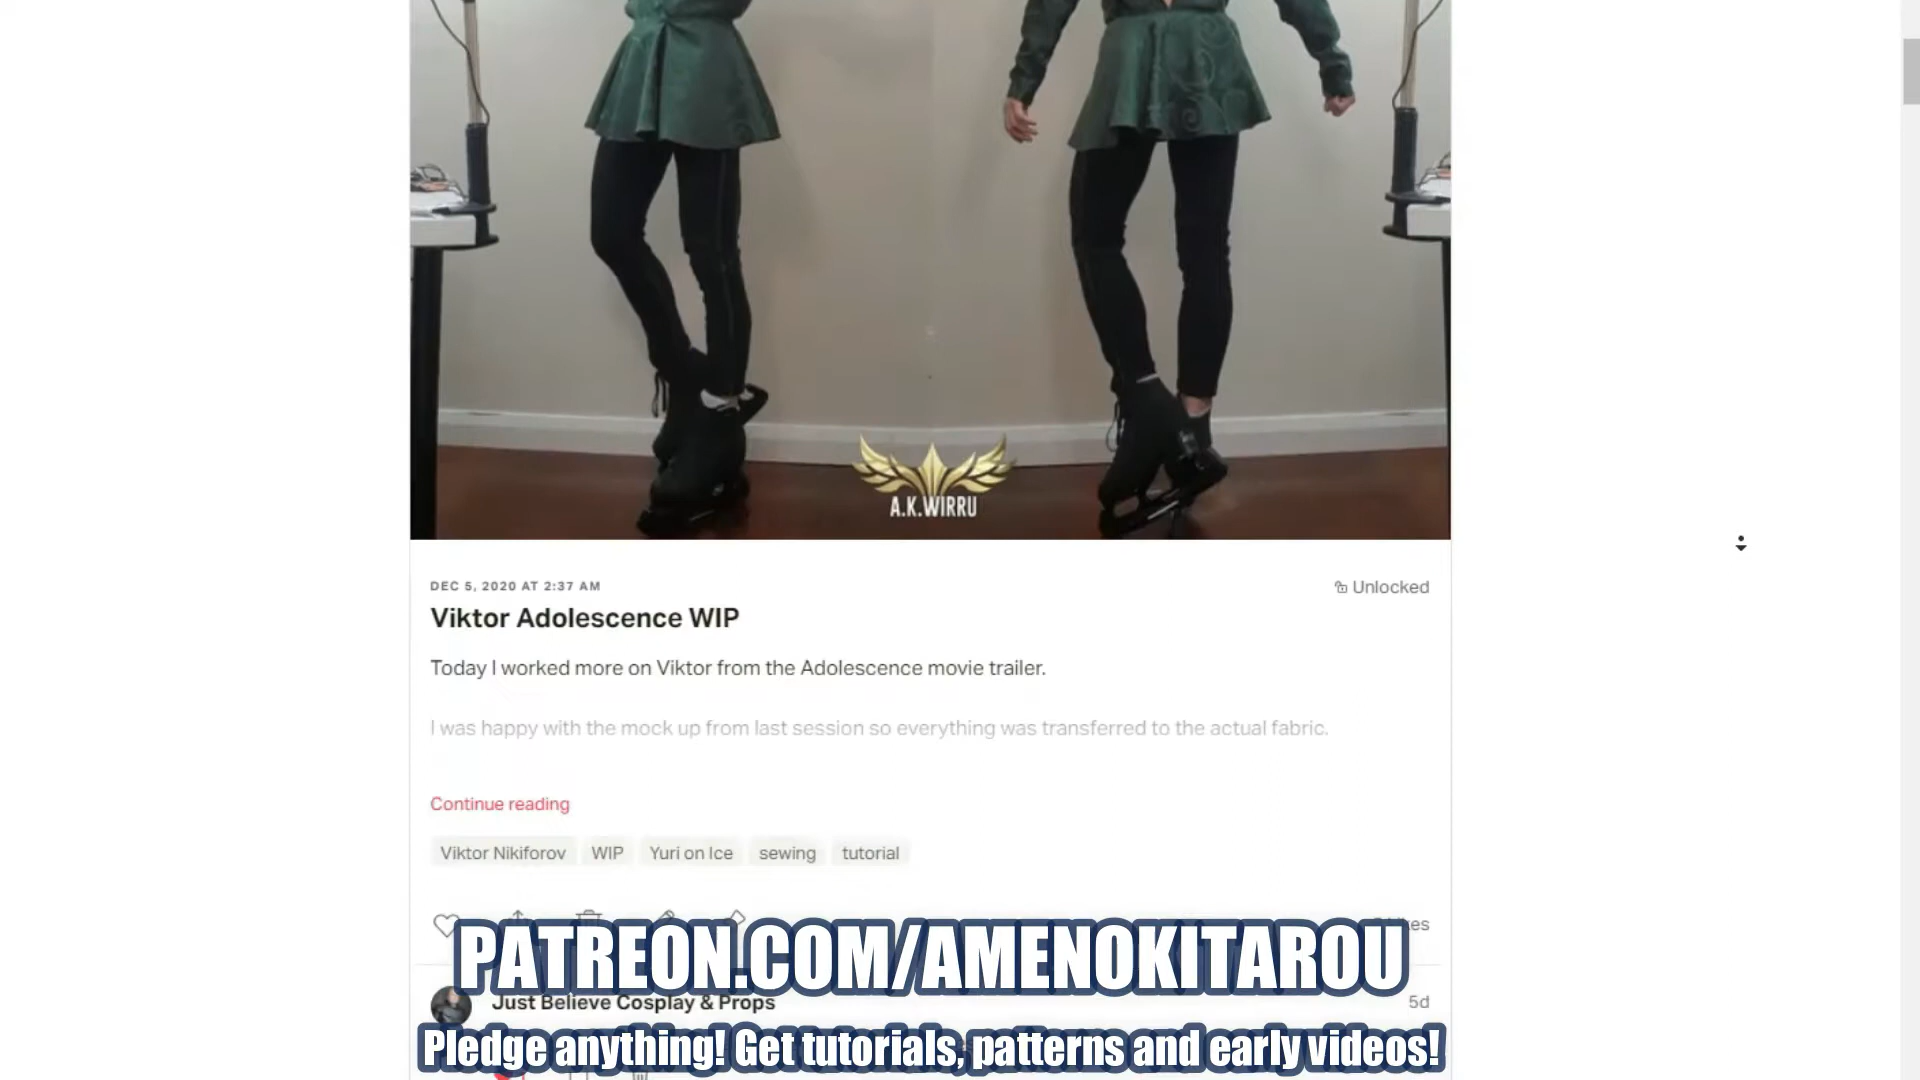 A.K.WIRRU
DEC 5, 2020 AT 2:37 AM
Unlocked
Viktor Adolescence WIP
Today I worked more on Viktor from the Adolescence movie trailer.
I was happy with the mock up from last session so everything was transferred to the actual fabric.
Continue reading
Viktor Nikiforov WIP Yuri on Ice sewing tutorial
PATREON.COM/AMENOKITAROU
Just Believe Cosplay & Props
5d
Pledge anything! Get tutorials, patterns and early videos!